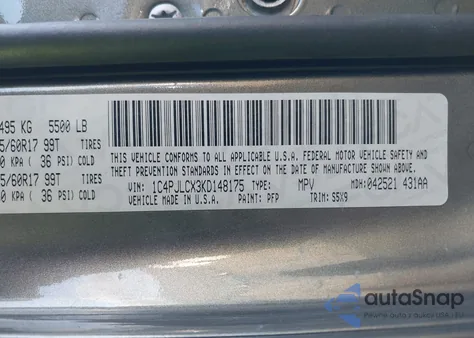 495 KG 5500 LB
5/60R17 99T TIRES
0 KPA ( 36 PSI) COLD
5/60R17 99T TIRES
0 KPA ( 36 PSI) COLD
THIS VEHICLE CONFORMS TO ALL APPLICABLE U.S.A. FEDERAL MOTOR VEHICLE SAFETY AND
THEFT PREVENTION STANDARDS IN EFFECT ON THE DATE OF MANUFACTURE SHOWN ABOVE.
VIN: 1C4PJLCX3KD148175 TYPE: MPV MDH: 042521 431AA
VEHICLE MADE IN U.S.A. PAINT: PFP TRIM: S5X9
autoSnap